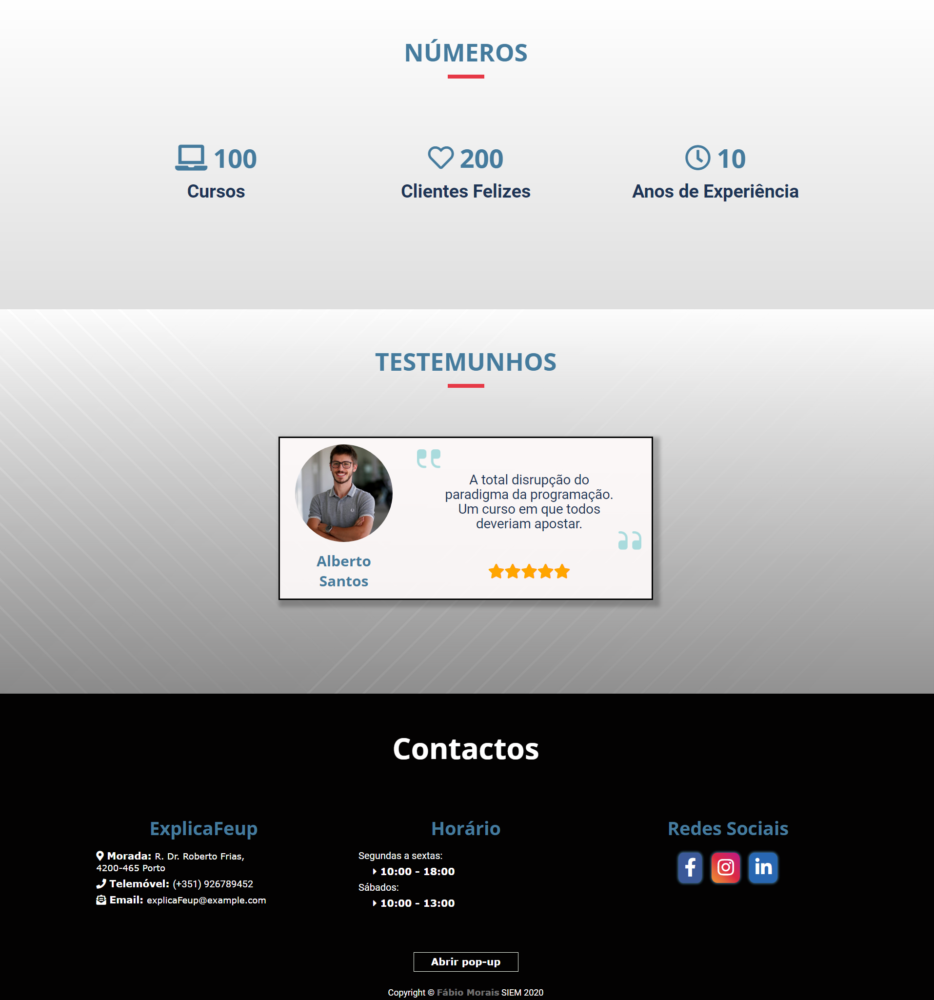 NÚMEROS
100
Cursos
200
Clientes Felizes
10
Anos de Experiência
TESTEMUNHOS
A total disrupção do
paradigma da programação.
Um curso em que todos
deveriam apostar.
Alberto
Santos
Contactos
ExplicaFeup
Morada: R. Dr. Roberto Frias,
4200-465 Porto
Telemóvel: (+351) 926789452
Email: explicaFeup@example.com
Horário
Segundas a sextas:
10:00 - 18:00
Sábados:
10:00 - 13:00
Redes Sociais
Abrir pop-up
Copyright © Fábio Morais SIEM 2020